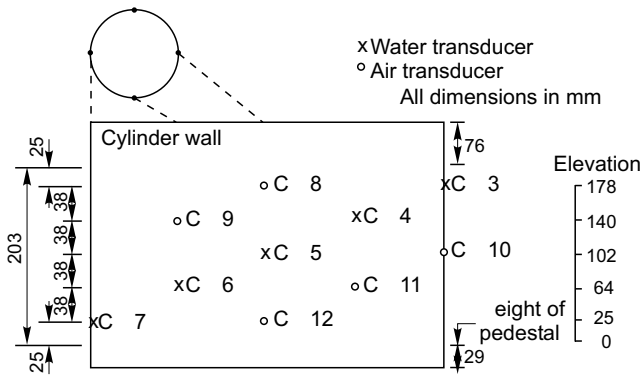 x Water transducer
o Air transducer
All dimensions in mm
Cylinder wall
25
76
Elevation
C 8
C 3
178
38
C 9
C 4
140
38
203
C 5
C 10
102
38
C 6
C 11
64
38
C 7
C 12
eight of
pedestal
25
0
25
29